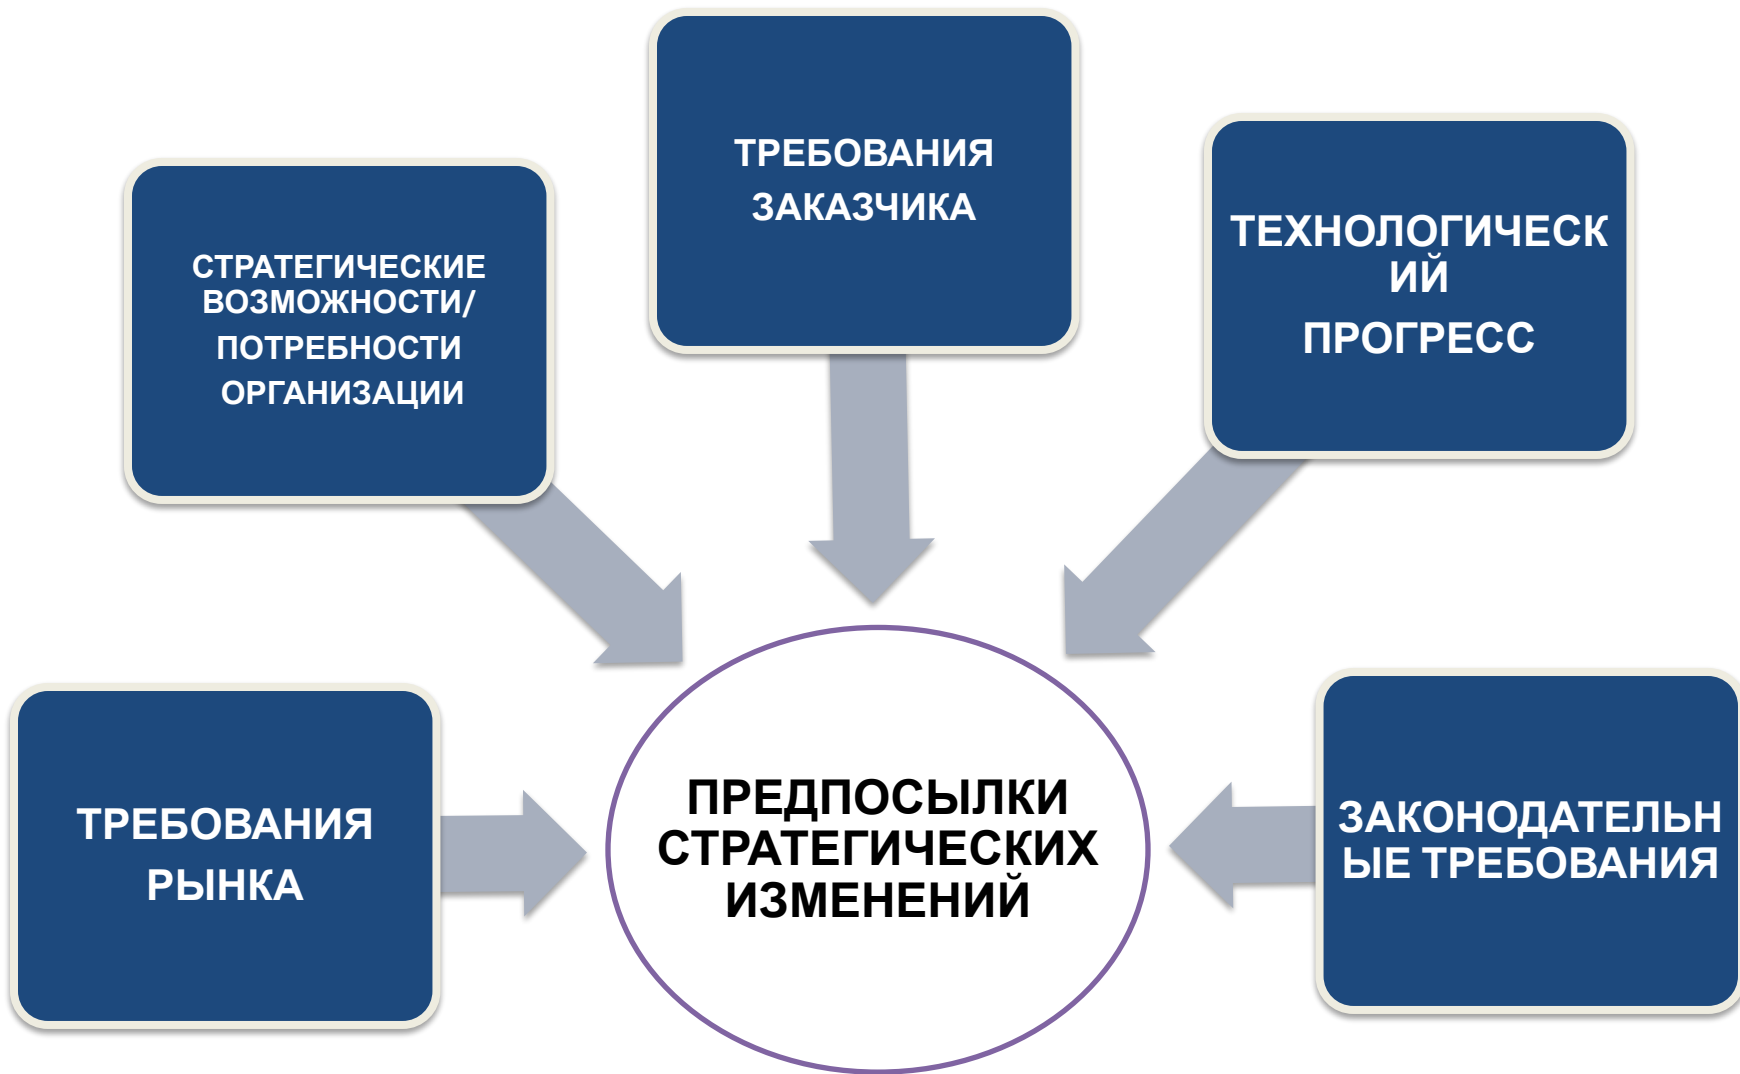 ТРЕБОВАНИЯ
ЗАКАЗЧИКА
СТРАТЕГИЧЕСКИЕ
ВОЗМОЖНОСТИ/
ПОТРЕБНОСТИ
ОРГАНИЗАЦИИ
ТЕХНОЛОГИЧЕСК
ИЙ
ПРОГРЕСС
ТРЕБОВАНИЯ
РЫНКА
ПРЕДПОСЫЛКИ
СТРАТЕГИЧЕСКИХ
ИЗМЕНЕНИЙ
ЗАКОНОДАТЕЛЬН
ЫЕ ТРЕБОВАНИЯ